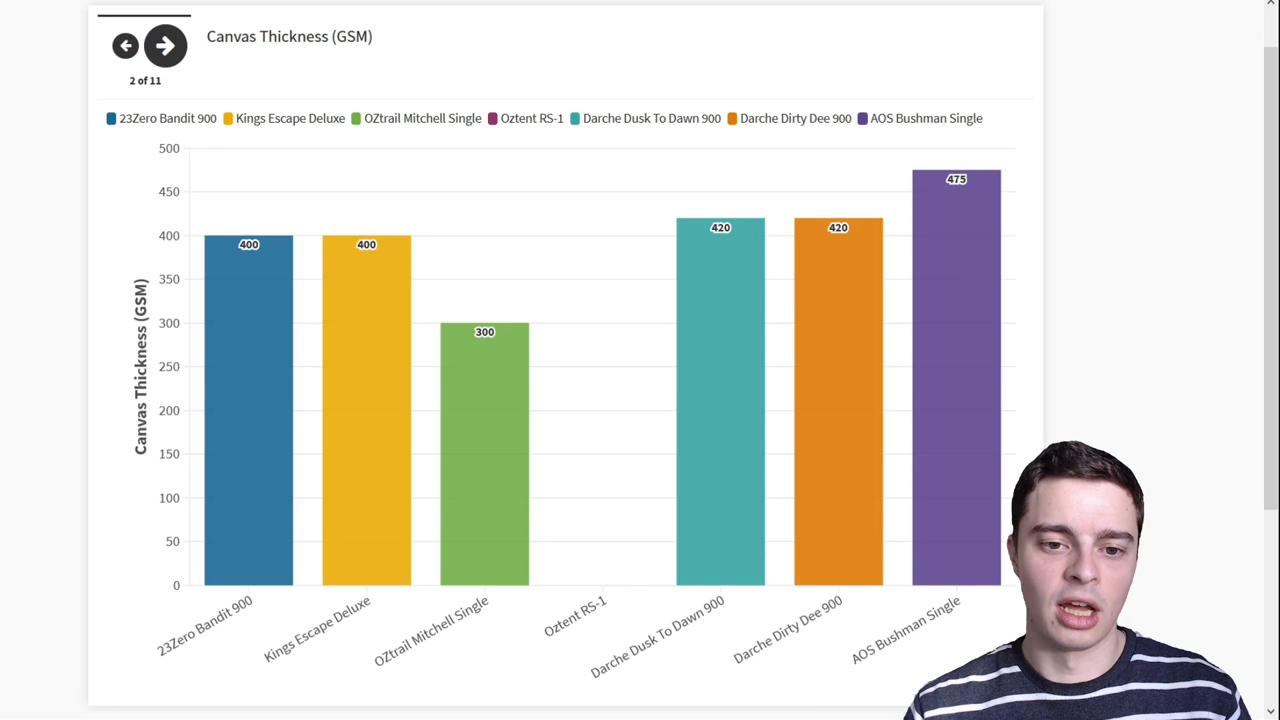 Canvas Thickness (GSM)
2 of 11
23Zero Bandit 900 Kings Escape Deluxe OZtrail Mitchell Single Oztent RS-1 Darche Dusk To Dawn 900 Darche Dirty Dee 900 AOS Bushman Single
500
450
400
350
300
250
200
150
100
50
0
Canvas Thickness (GSM)
400
400
300
420
420
475
23Zero Bandit 900
Kings Escape Deluxe
OZtrail Mitchell Single
Oztent RS-1
Darche Dusk To Dawn 900
Darche Dirty Dee 900
AOS Bushman Single